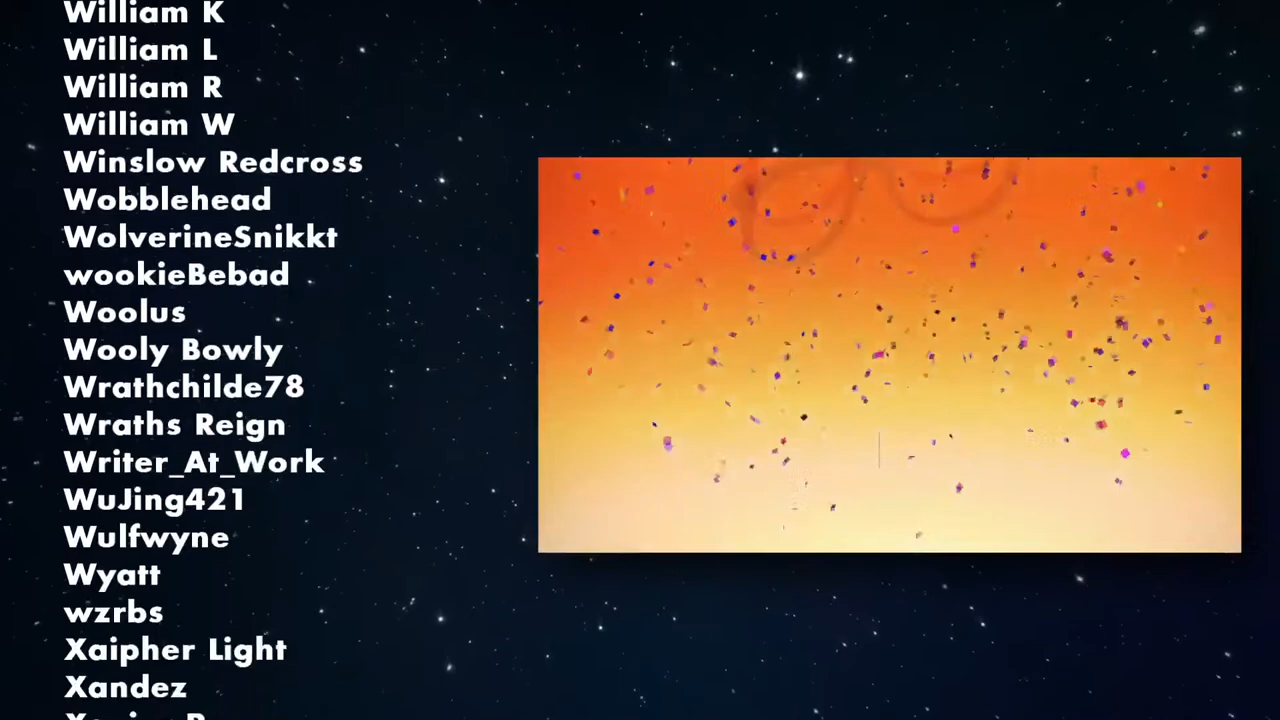 William K
William L
William R
William W
Winslow Redcross
Wobblehead
WolverineSnikkt
wookieBebad
Woolus
Wooly Bowly
Wrathchilde78
Wraths Reign
Writer_At_Work
WuJing421
Wulfwyne
Wyatt
wzrbs
Xaipher Light
Xandez